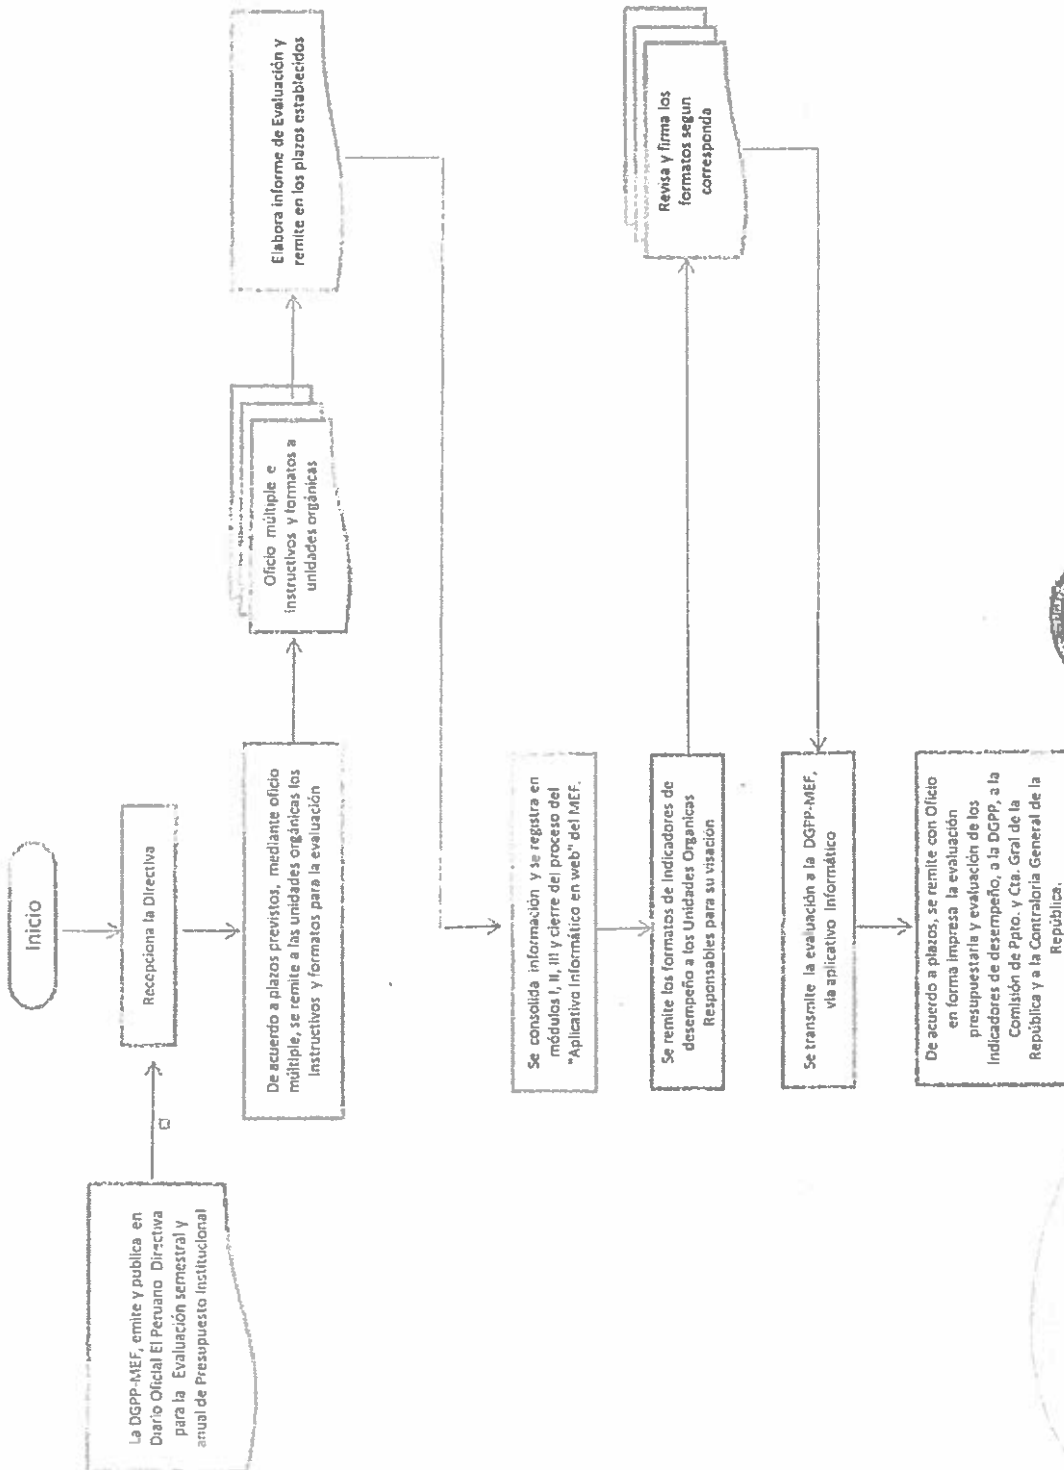 Inicio
La DGPP-MEF, emite y publica en
Diario Oficial El Peruano Directiva
para la Evaluación semestral y
anual de Presupuesto Institucional
Recepciona la Directiva
De acuerdo a plazos previstos, mediante oficio
múltiple, se remite a las unidades orgánicas los
Instructivos y formatos para la evaluación
Oficio múltiple e
instructivos y formatos a
unidades orgánicas
Elabora informe de Evaluación y
remite en los plazos establecidos
Se consolida información y se registra en
módulos I, II, III y cierre del proceso del
"Aplicativo Informático en web" del MEF.
Se remite los formatos de Indicadores de
desempeño a los Unidades Organicas
Responsables para su visación
Revisa y firma los
formatos segun
corresponda
Se transmite la evaluación a la DGPP-MEF,
vía aplicativo Informático
De acuerdo a plazos, se remite con Oficio
en forma impresa la evaluación
presupuestaria y evaluación de los
Indicadores de desempeño, a la DGPP, a la
Comisión de Ppto. y Cta. Gral de la
República y a la Contraloria General de la
República.